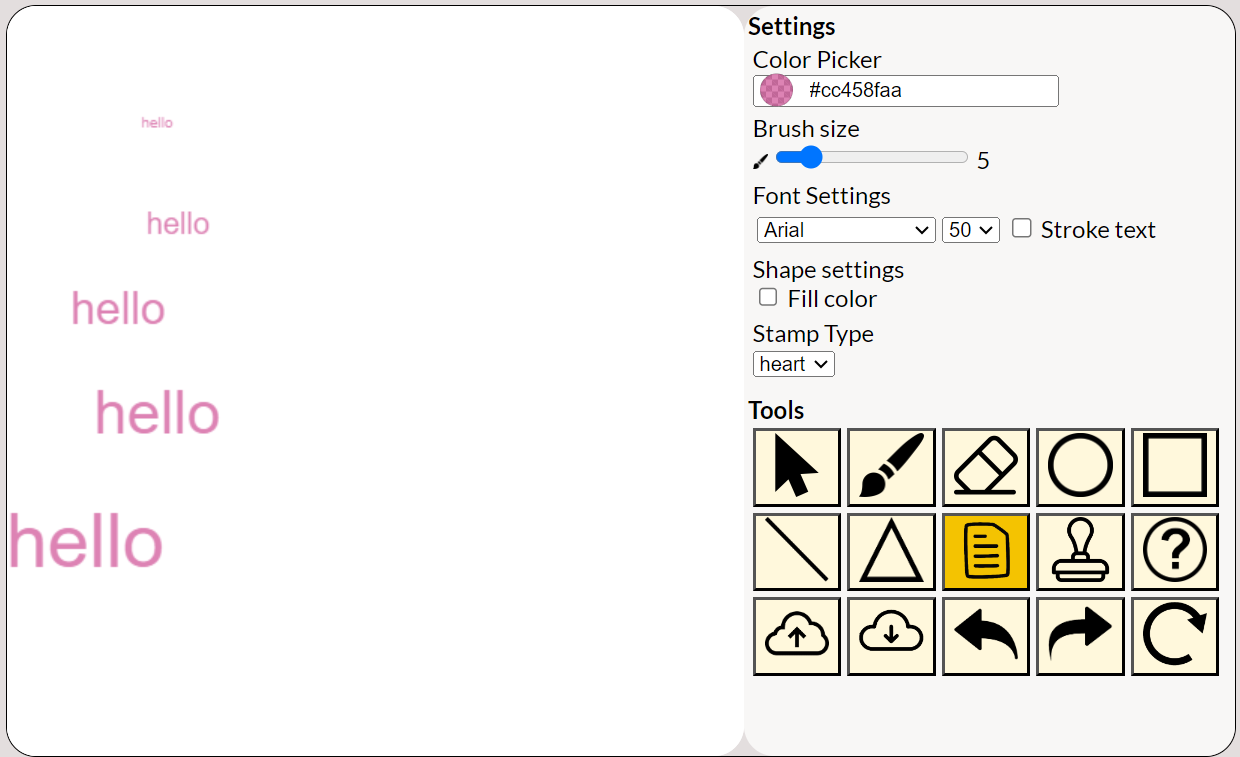 hello
hello
hello
hello
hello
Settings
Color Picker
#cc458faa
Brush size
5
Font Settings
Arial 50 Stroke text
Shape settings
Fill color
Stamp Type
heart
Tools
?